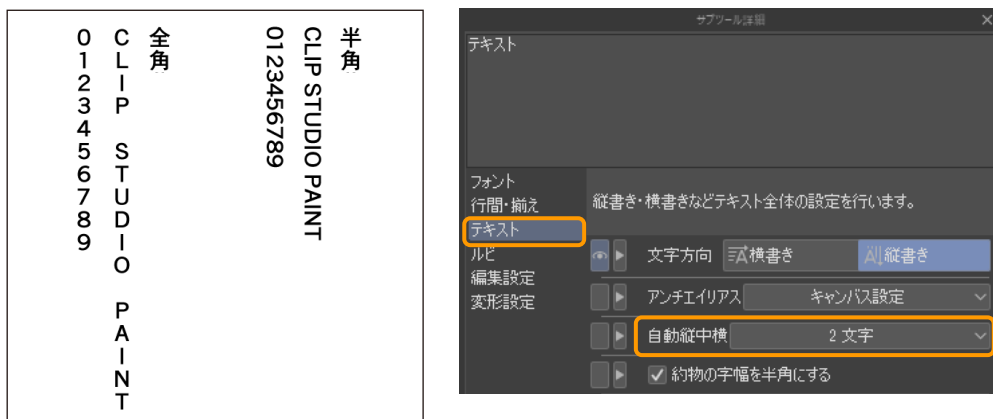 半角
CLIP STUDIO PAINT
0123456789
全角
CLIP STUDIO PAINT
0123456789
サブツール詳細
テキスト
フォント
行間・揃え
テキスト
ルビ
編集設定
変形設定
縦書き・横書きなどテキスト全体の設定を行います。
文字方向 横書き 縦書き
アンチエイリアス キャンバス設定
自動縦中横 2 文字
約物の字幅を半角にする